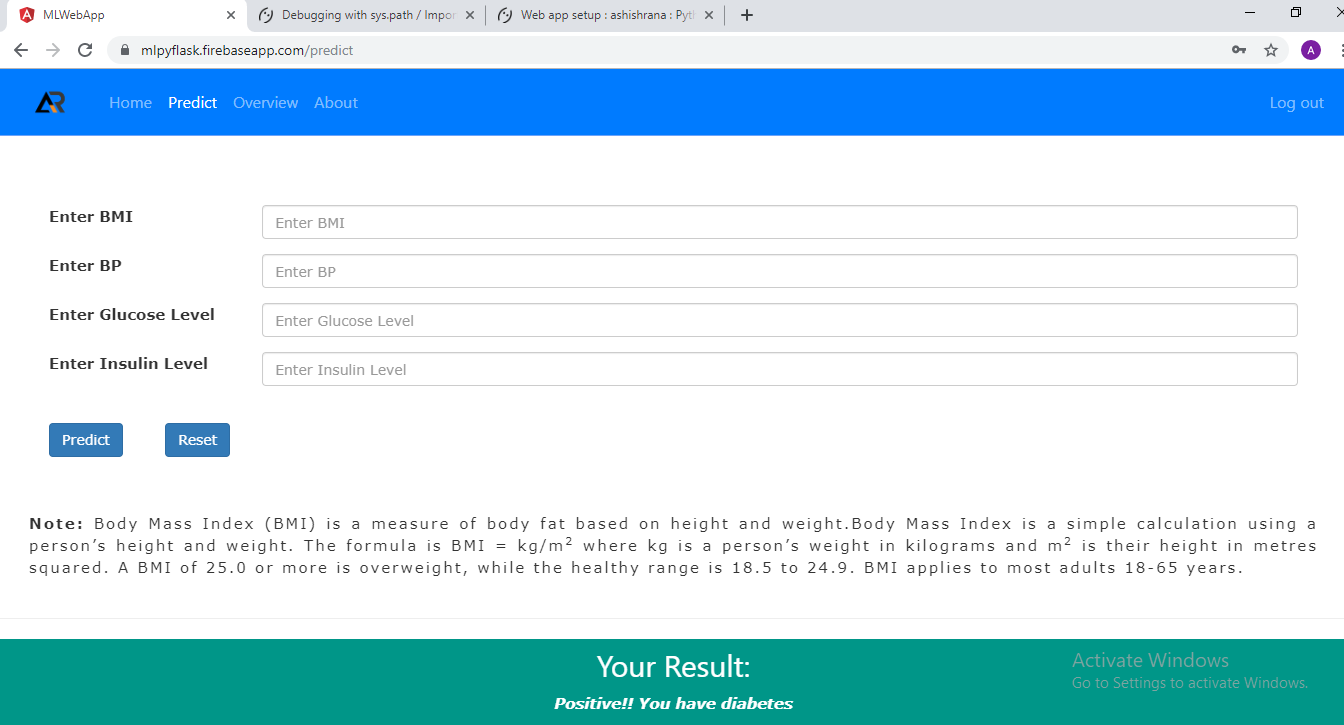 MLWebApp
Debugging with sys.path / Impor
Web app setup : ashishrana : Pyt
mlpyflask.firebaseapp.com/predict
A
AR
Home Predict Overview About Log out
Enter BMI Enter BMI
Enter BP Enter BP
Enter Glucose Level Enter Glucose Level
Enter Insulin Level Enter Insulin Level
Predict Reset
Note: Body Mass Index (BMI) is a measure of body fat based on height and weight.Body Mass Index is a simple calculation using a
person’s height and weight. The formula is BMI = kg/m² where kg is a person’s weight in kilograms and m² is their height in metres
squared. A BMI of 25.0 or more is overweight, while the healthy range is 18.5 to 24.9. BMI applies to most adults 18-65 years.
Your Result:
Positive!! You have diabetes
Activate Windows
Go to Settings to activate Windows.